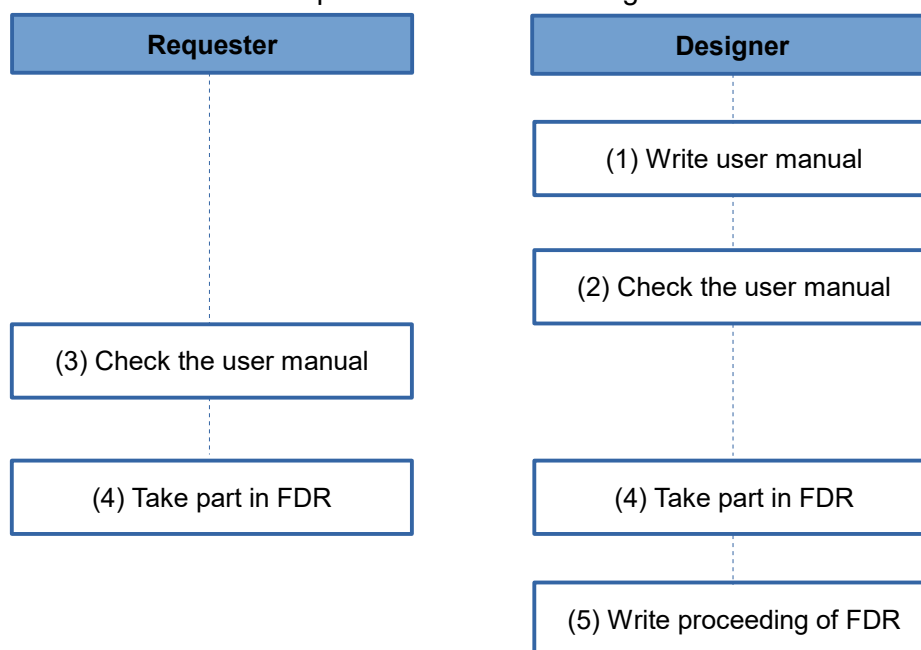 Requester
Designer
(1) Write user manual
(2) Check the user manual
(3) Check the user manual
(4) Take part in FDR
(4) Take part in FDR
(5) Write proceeding of FDR